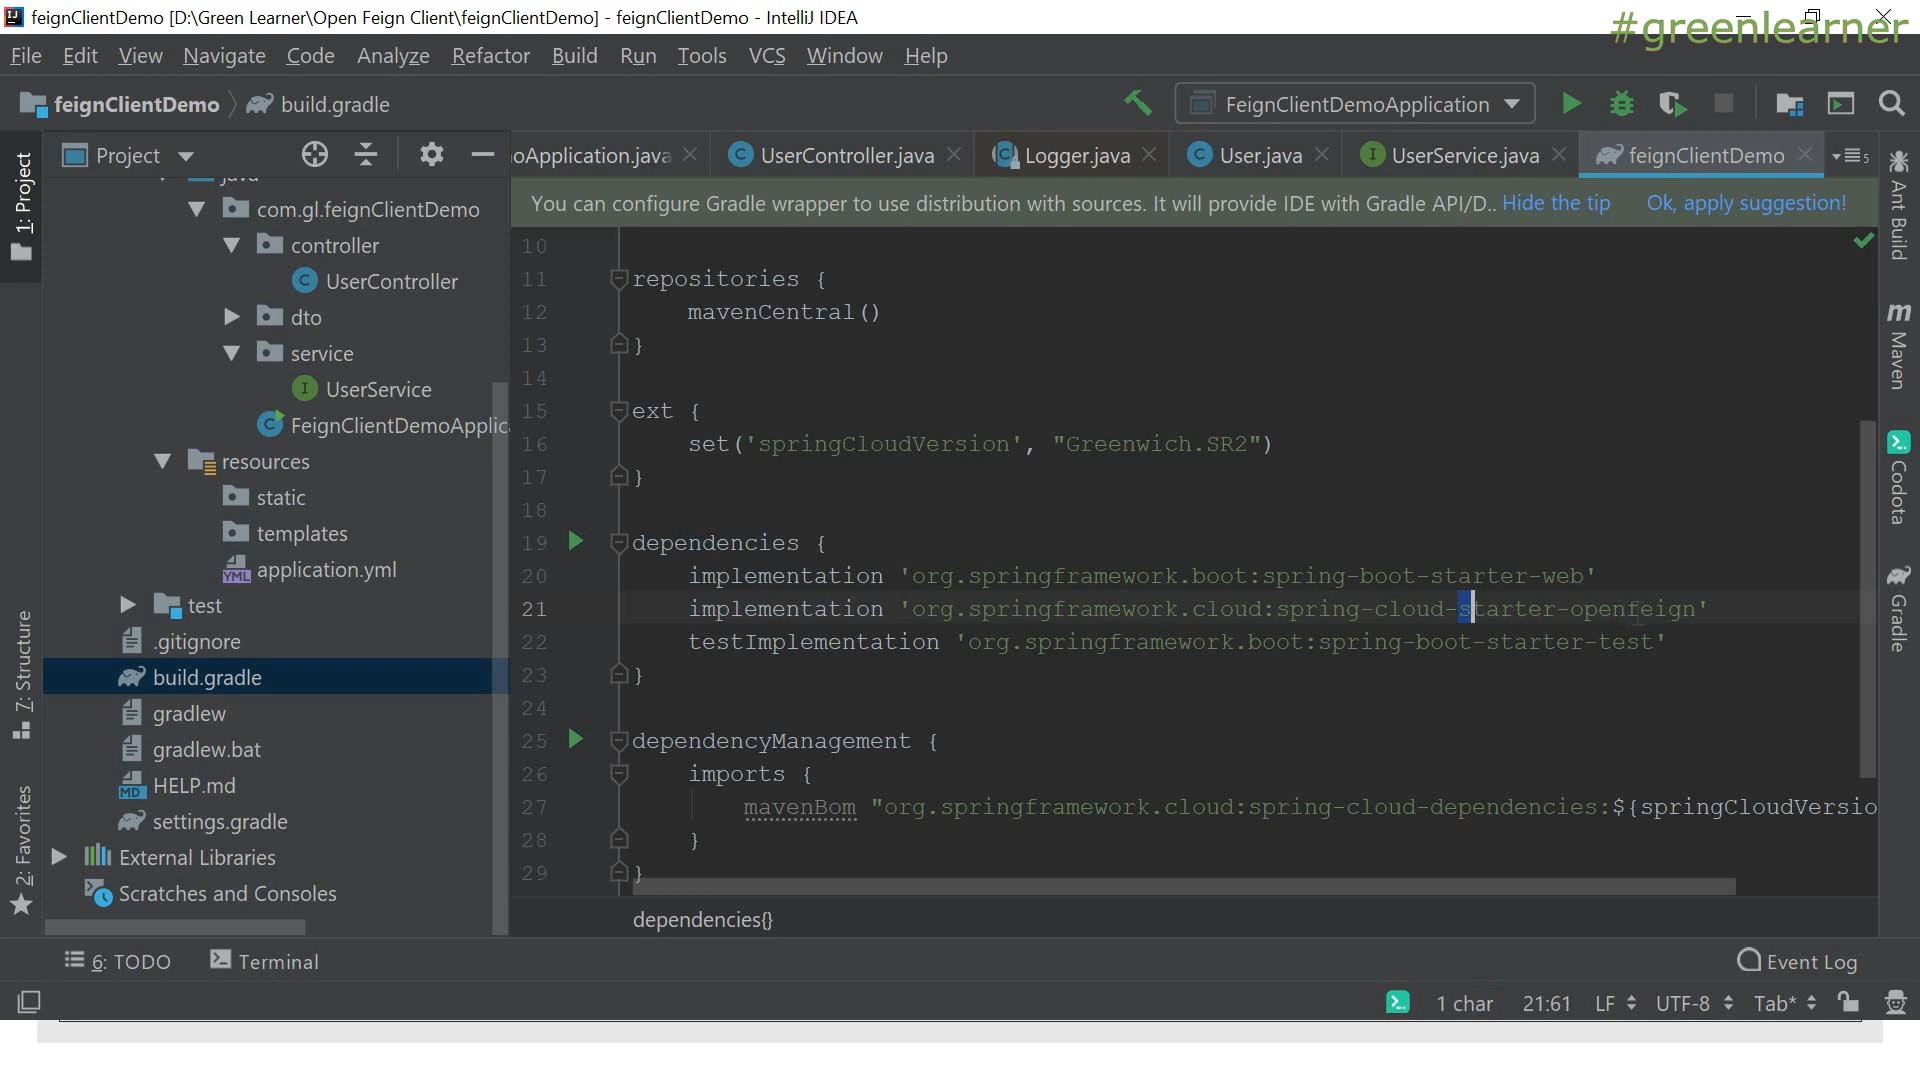 feignClientDemo [D:\Green Learner\Open Feign Client\feignClientDemo] - feignClientDemo - IntelliJ IDEA
#greenlearner
File Edit View Navigate Code Analyze Refactor Build Run Tools VCS Window Help
feignClientDemo build.gradle
FeignClientDemoApplication
1: Project
7: Structure
2: Favorites
Project
java
com.gl.feignClientDemo
controller
UserController
dto
service
UserService
FeignClientDemoApplic
resources
static
templates
application.yml
test
.gitignore
build.gradle
gradlew
gradlew.bat
HELP.md
settings.gradle
External Libraries
Scratches and Consoles
oApplication.java UserController.java Logger.java User.java UserService.java feignClientDemo 5
You can configure Gradle wrapper to use distribution with sources. It will provide IDE with Gradle API/D.. Hide the tip Ok, apply suggestion!
10
11 repositories {
12 mavenCentral()
13 }
14
15 ext {
16 set('springCloudVersion', "Greenwich.SR2")
17 }
18
19 dependencies {
20 implementation 'org.springframework.boot:spring-boot-starter-web'
21 implementation 'org.springframework.cloud:spring-cloud-starter-openfeign'
22 testImplementation 'org.springframework.boot:spring-boot-starter-test'
23 }
24
25 dependencyManagement {
26 imports {
27 mavenBom "org.springframework.cloud:spring-cloud-dependencies:${springCloudVersio
28 }
29 }
dependencies{}
Ant Build
Maven
Codota
Gradle
6: TODO Terminal Event Log
1 char 21:61 LF UTF-8 Tab*